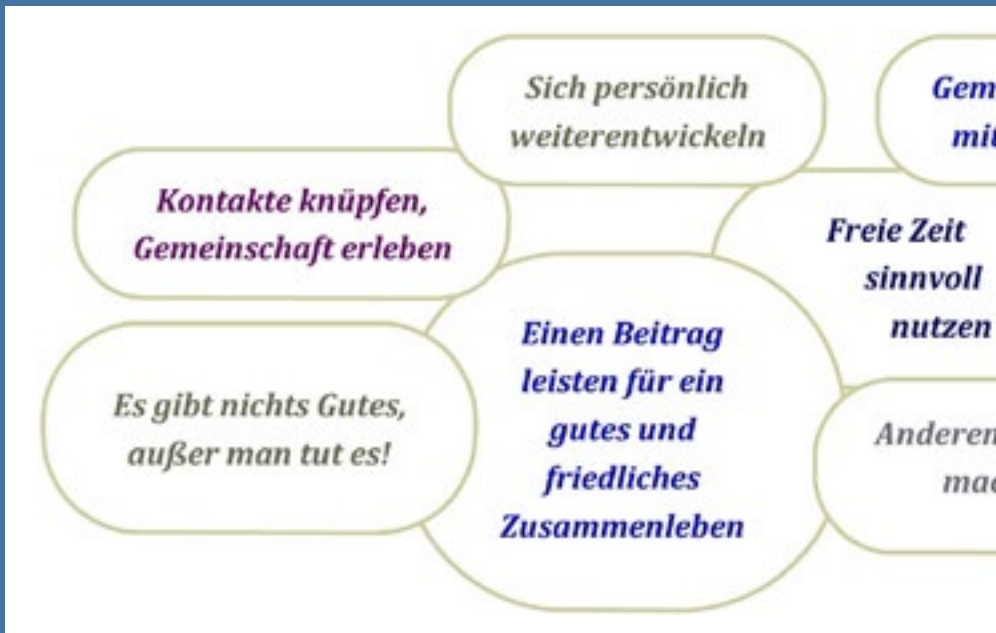 Sich persönlich
weiterentwickeln
Kontakte knüpfen,
Gemeinschaft erleben
Freie Zeit
sinnvoll
nutzen
Es gibt nichts Gutes,
außer man tut es!
Einen Beitrag
leisten für ein
gutes und
friedliches
Zusammenleben
Anderen